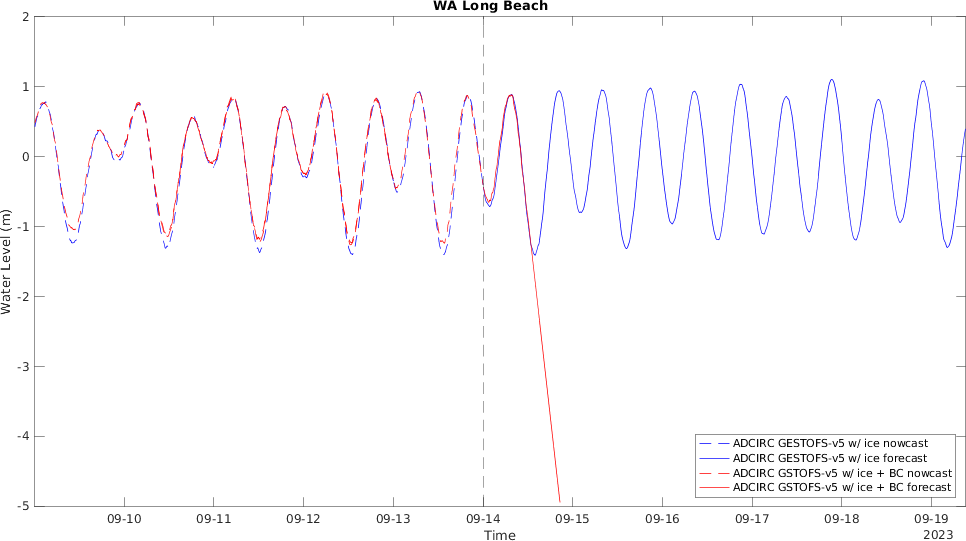 WA Long Beach
2
1
0
-1
-2
-3
-4
-5
Water Level (m)
ADCIRC GESTOFS-v5 w/ ice nowcast
ADCIRC GESTOFS-v5 w/ ice forecast
ADCIRC GSTOFS-v5 w/ ice + BC nowcast
ADCIRC GSTOFS-v5 w/ ice + BC forecast
09-10 09-11 09-12 09-13 09-14 09-15 09-16 09-17 09-18 09-19
Time
2023